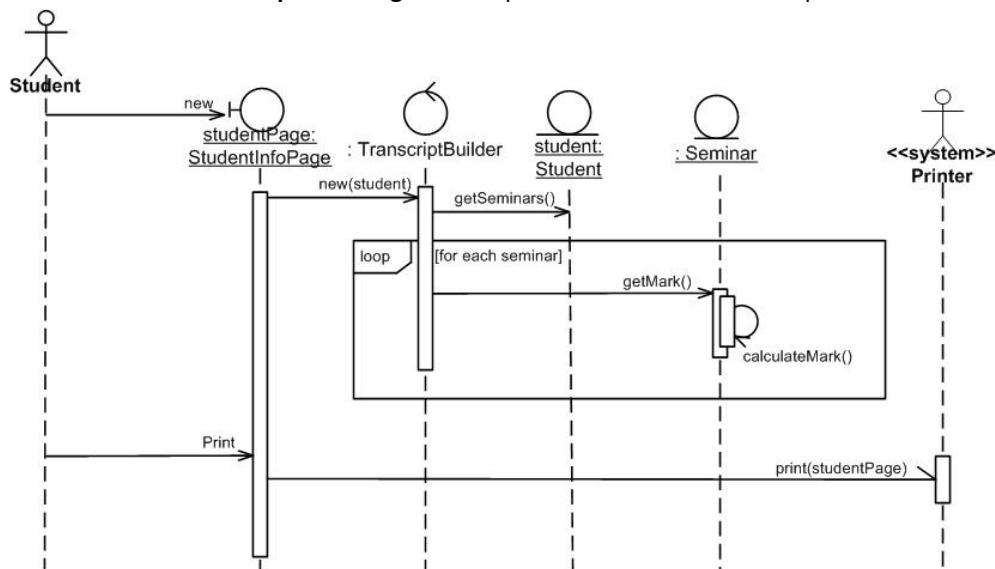 Student
new
studentPage:
StudentInfoPage
: TranscriptBuilder
student:
Student
: Seminar
<<system>>
Printer
new(student)
getSeminars()
loop
[for each seminar]
getMark()
calculateMark()
Print
print(studentPage)